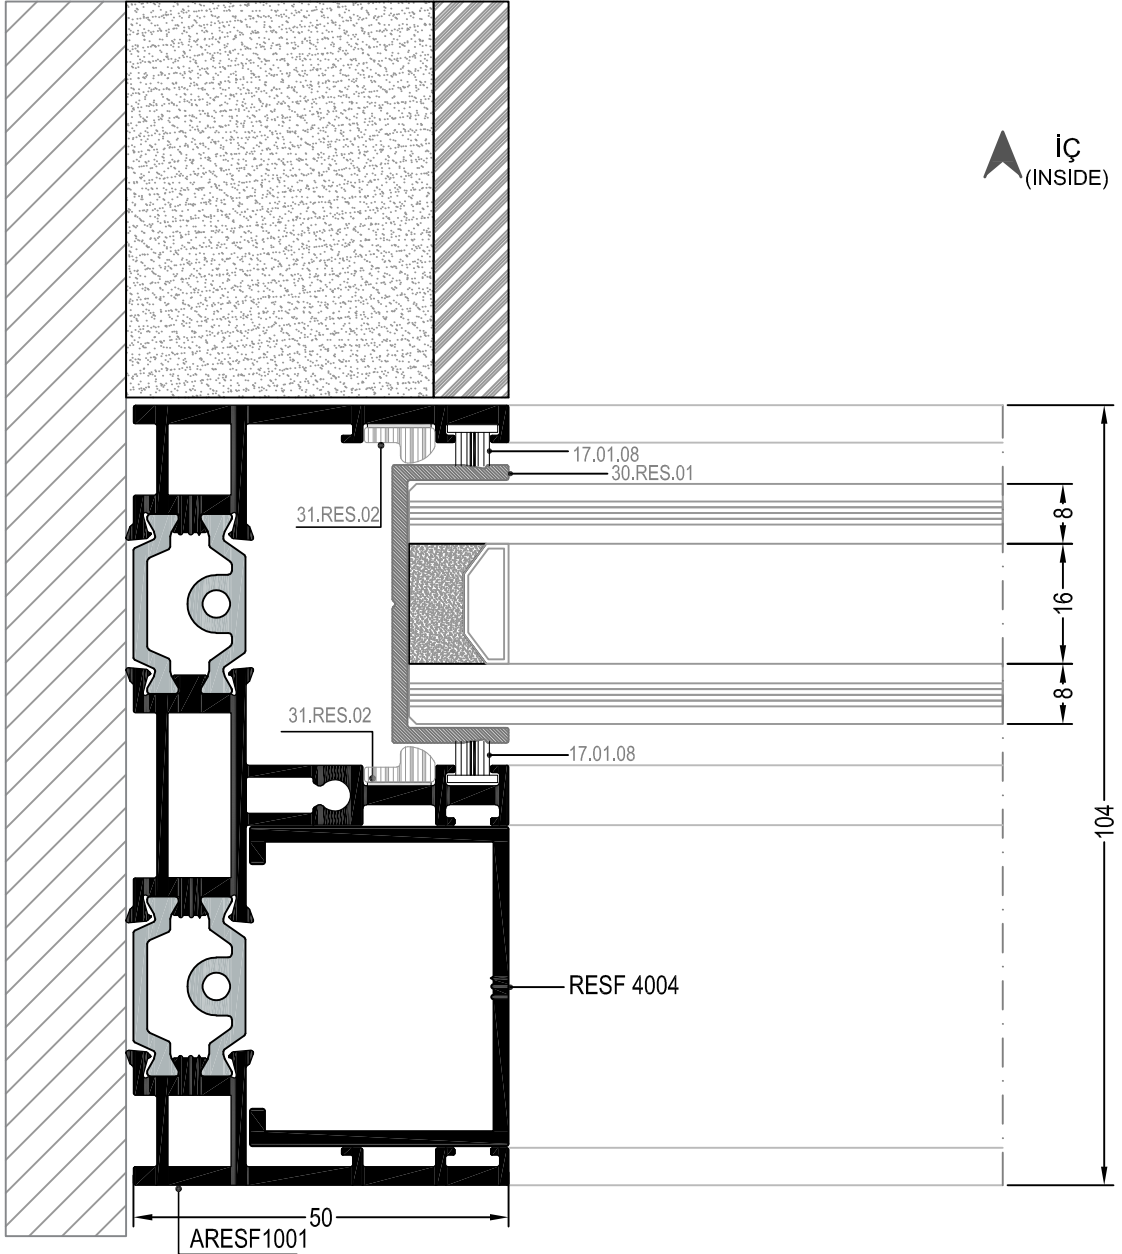 İÇ
(INSIDE)
17.01.08
30.RES.01
31.RES.02
8
16
8
31.RES.02
17.01.08
104
RESF 4004
50
ARESF1001